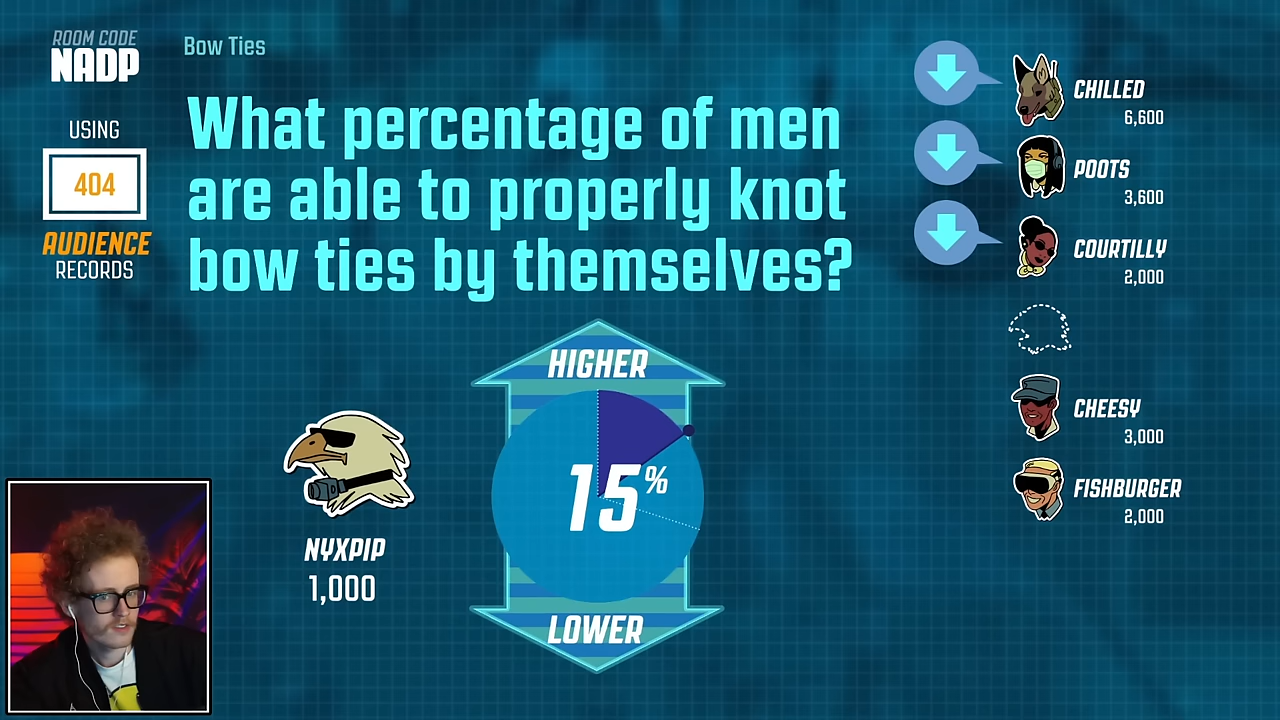 ROOM CODE
NADP
USING
404
AUDIENCE
RECORDS
Bow Ties
What percentage of men
are able to properly knot
bow ties by themselves?
HIGHER
15%
LOWER
NYXPIP
1,000
CHILLED
6,600
POOTS
3,600
COURTILLY
2,000
CHEESY
3,000
FISHBURGER
2,000